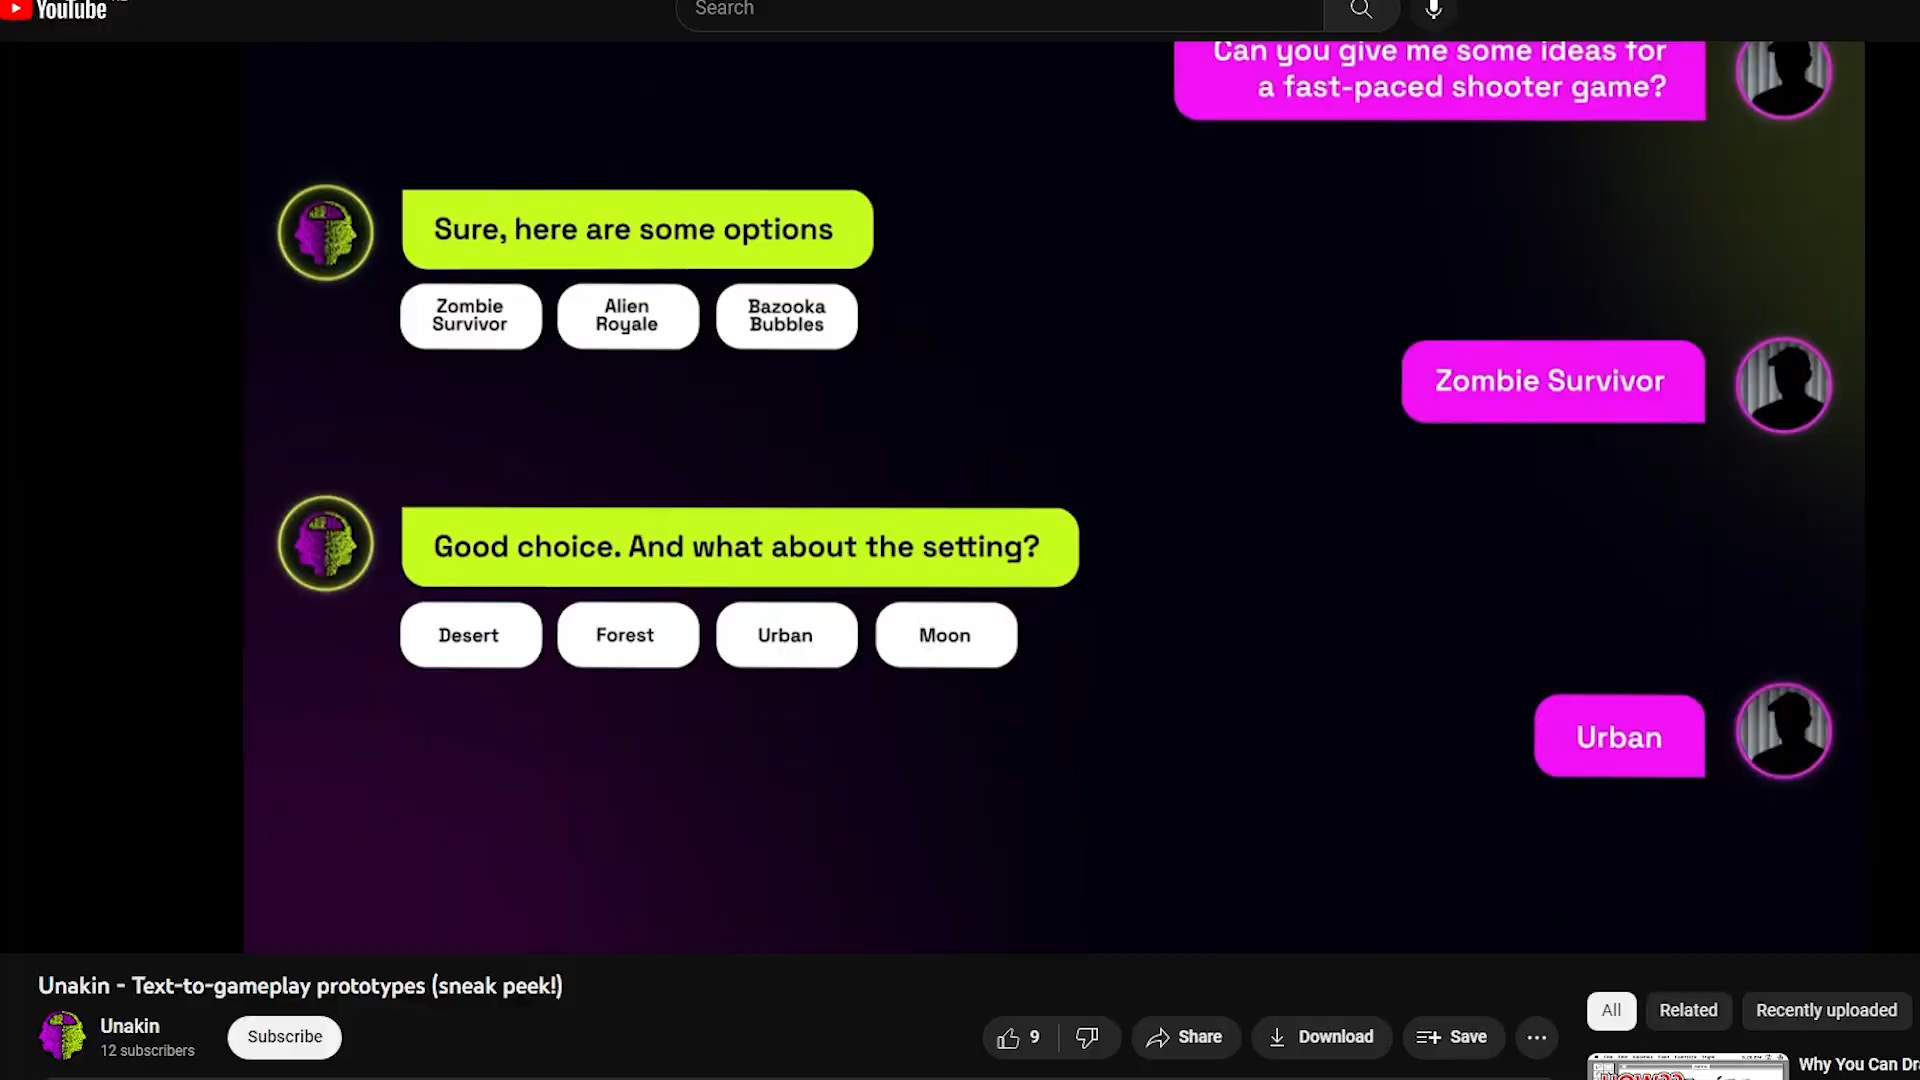 YouTube
Search
Can you give me some ideas for
a fast-paced shooter game?
Sure, here are some options
Zombie
Survivor
Alien
Royale
Bazooka
Bubbles
Zombie Survivor
Good choice. And what about the setting?
Desert
Forest
Urban
Moon
Urban
Unakin - Text-to-gameplay prototypes (sneak peek!)
Unakin
12 subscribers
Subscribe
9
Share
Download
Save
All
Related
Recently uploaded
Why You Can Dr
HOW??